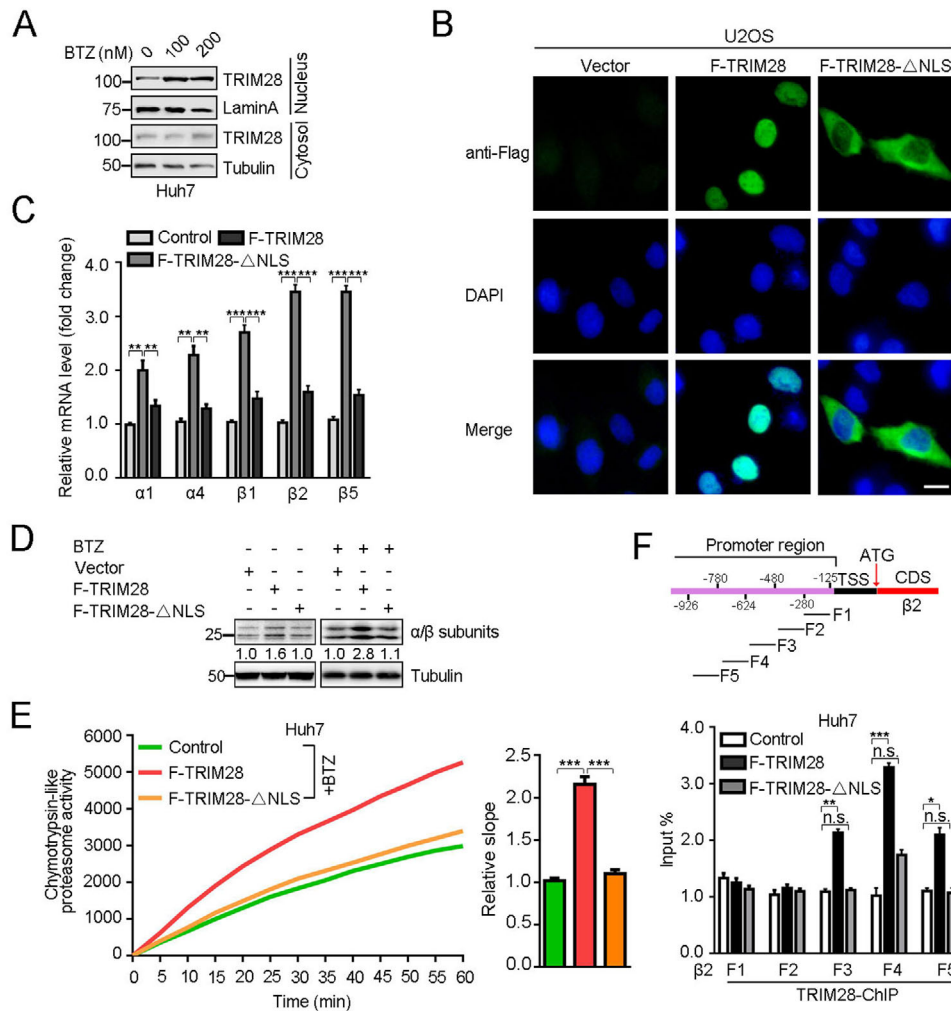 A
BTZ (nM) 0 100 200
100 TRIM28
75 LaminA
Nucleus
100 TRIM28
50 Tubulin
Cytosol
Huh7
B
U2OS
Vector F-TRIM28 F-TRIM28-△NLS
anti-Flag
DAPI
Merge
C
Control F-TRIM28
F-TRIM28-△NLS
Relative mRNA level (fold change)
4.0
3.0
2.0
1.0
0.0
** ** ** ** *** *** *** *** *** ***
α1 α4 β1 β2 β5
D
BTZ - - - + + +
Vector + - - + - -
F-TRIM28 - + - - + -
F-TRIM28-△NLS - - + - - +
25 α/β subunits
1.0 1.6 1.0 1.0 2.8 1.1
50 Tubulin
E
Huh7
Control
F-TRIM28
F-TRIM28-△NLS
+BTZ
Chymotrypsin-like
proteasome activity
6000
5000
4000
3000
2000
1000
0
0 5 10 15 20 25 30 35 40 45 50 55 60
Time (min)
Relative slope
2.5
2.0
1.5
1.0
0.5
0.0
*** ***
F
Promoter region ATG
-780 -480 -125 TSS CDS
-926 -624 -280 β2
F1
F2
F3
F4
F5
Huh7
Control
F-TRIM28
F-TRIM28-△NLS
Input %
4.0
3.0
2.0
1.0
0.0
** n.s.
*** n.s.
* n.s.
β2 F1 F2 F3 F4 F5
TRIM28-ChIP